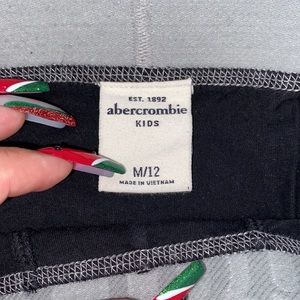 EST. 1892
abercrombie
KIDS
M/12
MADE IN VIETNAM